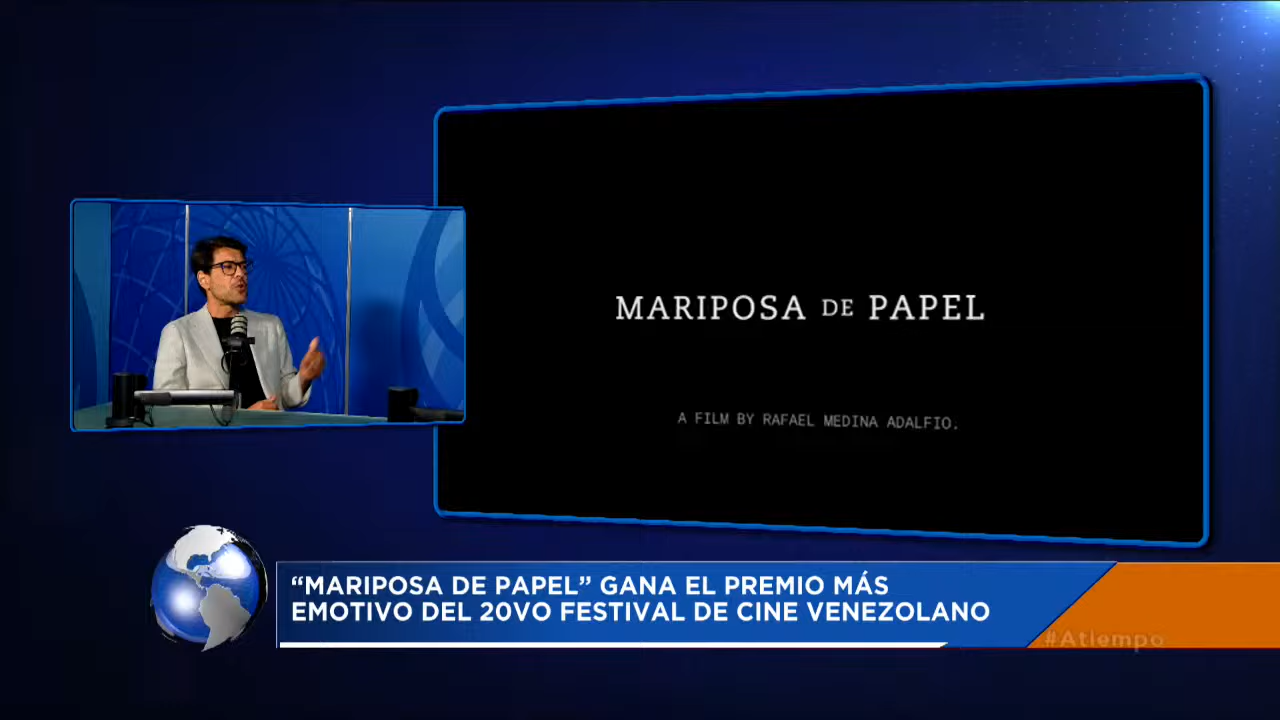 MARIPOSA DE PAPEL
A FILM BY RAFAEL MEDINA ADALFIO.
“MARIPOSA DE PAPEL” GANA EL PREMIO MÁS
EMOTIVO DEL 20VO FESTIVAL DE CINE VENEZOLANO
#ATiempo